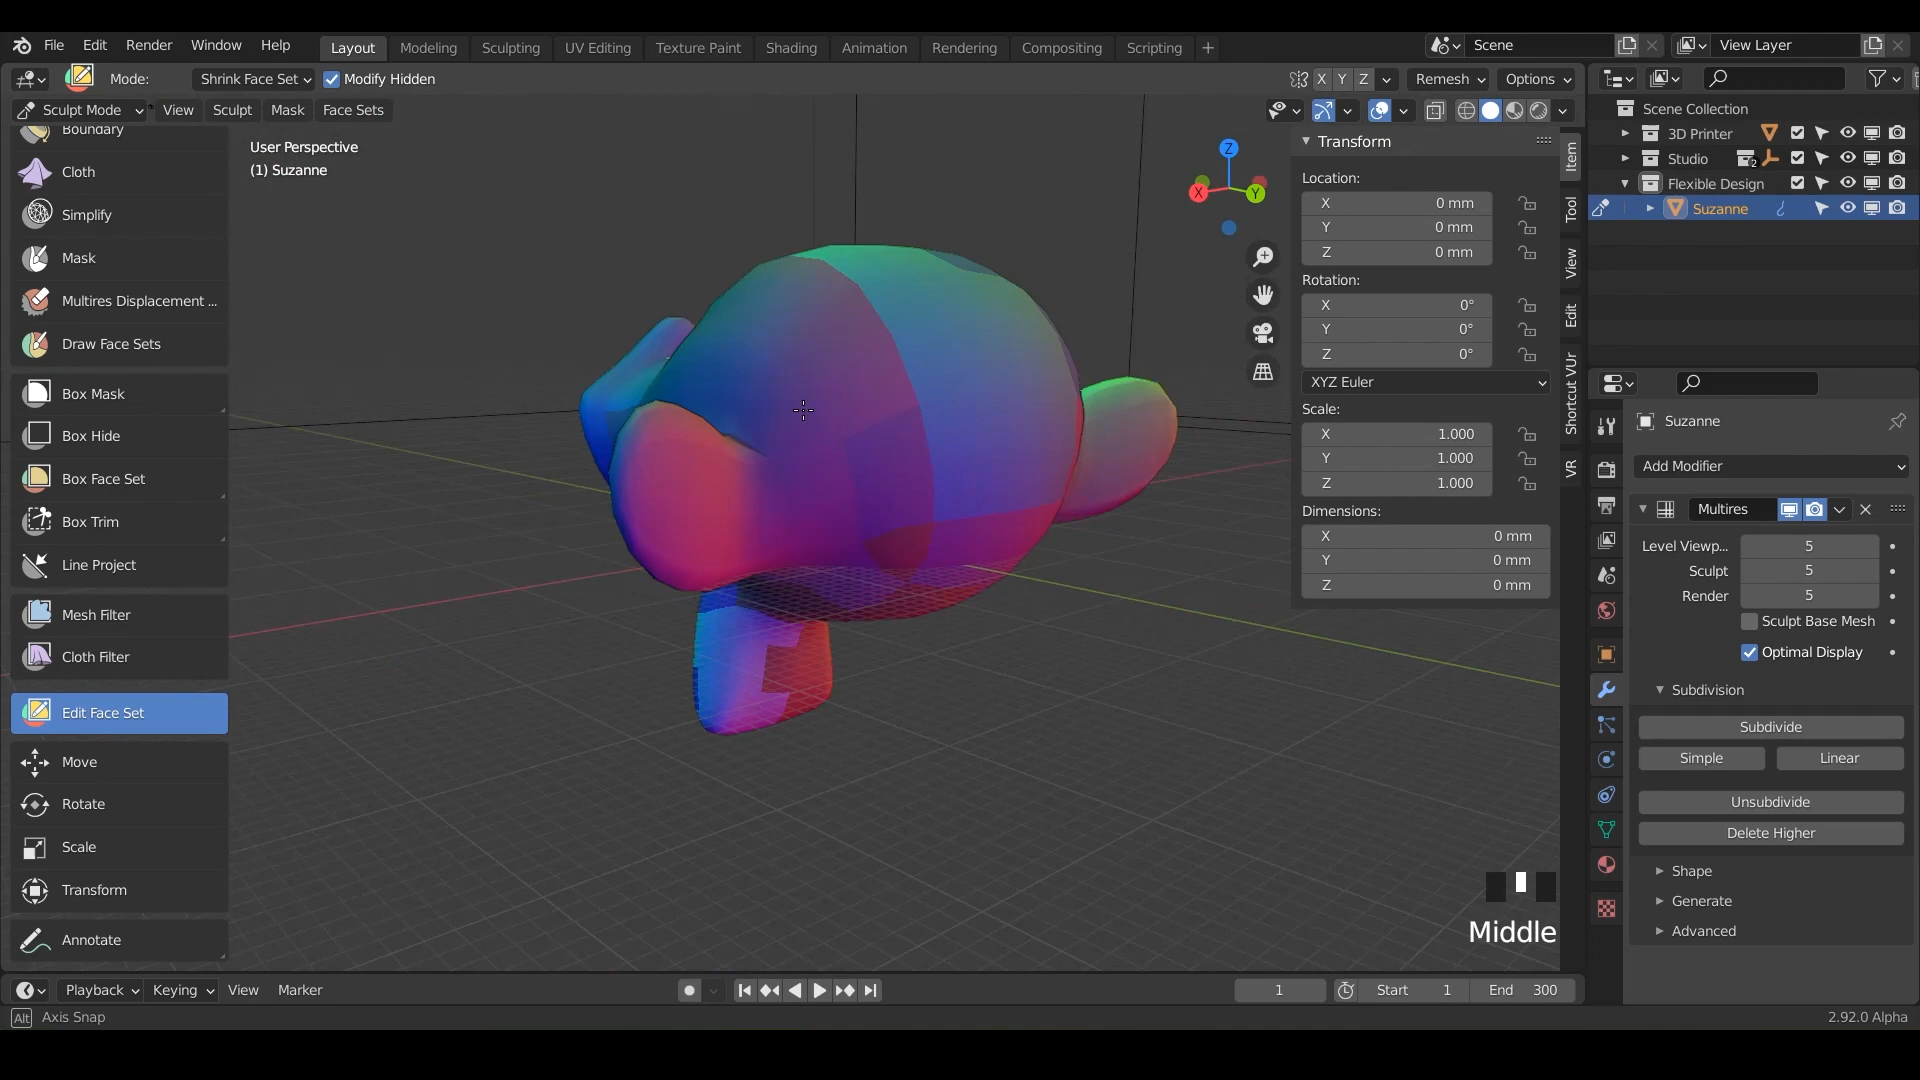 File Edit Render Window Help Layout Modeling Sculpting UV Editing Texture Paint Shading Animation Rendering Compositing Scripting + Scene View Layer
Mode: Shrink Face Set Modify Hidden X Y Z Remesh Options
Sculpt Mode View Sculpt Mask Face Sets
Boundary
Cloth
Simplify
Mask
Multires Displacement ...
Draw Face Sets
Box Mask
Box Hide
Box Face Set
Box Trim
Line Project
Mesh Filter
Cloth Filter
Edit Face Set
Move
Rotate
Scale
Transform
Annotate
User Perspective
(1) Suzanne
Z
X
Y
Transform
Location:
X 0 mm
Y 0 mm
Z 0 mm
Rotation:
X 0°
Y 0°
Z 0°
XYZ Euler
Scale:
X 1.000
Y 1.000
Z 1.000
Dimensions:
X 0 mm
Y 0 mm
Z 0 mm
Item
Tool
View
Edit
Shortcut VUr
VR
Middle
Scene Collection
3D Printer
Studio 2
Flexible Design
Suzanne
Suzanne
Add Modifier
Multires
Level Viewp... 5
Sculpt 5
Render 5
Sculpt Base Mesh
Optimal Display
Subdivision
Subdivide
Simple Linear
Unsubdivide
Delete Higher
Shape
Generate
Advanced
Playback Keying View Marker 1 Start 1 End 300
Alt Axis Snap 2.92.0 Alpha